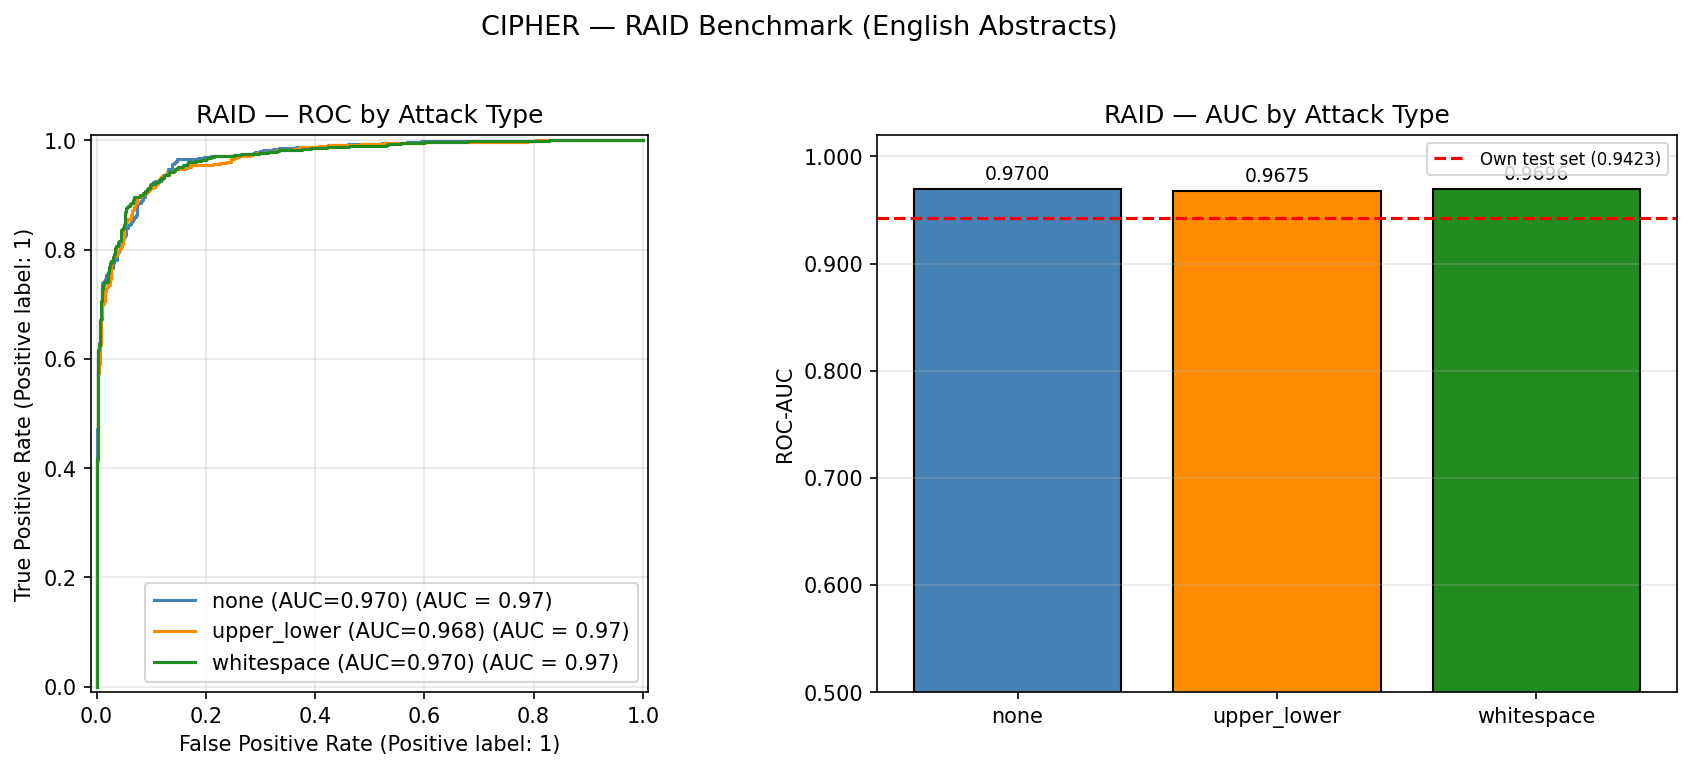 CIPHER — RAID Benchmark (English Abstracts)
RAID — ROC by Attack Type
True Positive Rate (Positive label: 1)
1.0
0.8
0.6
0.4
0.2
0.0
none (AUC=0.970) (AUC = 0.97)
upper_lower (AUC=0.968) (AUC = 0.97)
whitespace (AUC=0.970) (AUC = 0.97)
0.0 0.2 0.4 0.6 0.8 1.0
False Positive Rate (Positive label: 1)
RAID — AUC by Attack Type
ROC-AUC
1.000
0.900
0.800
0.700
0.600
0.500
Own test set (0.9423)
0.9700 0.9675 0.9696
none upper_lower whitespace